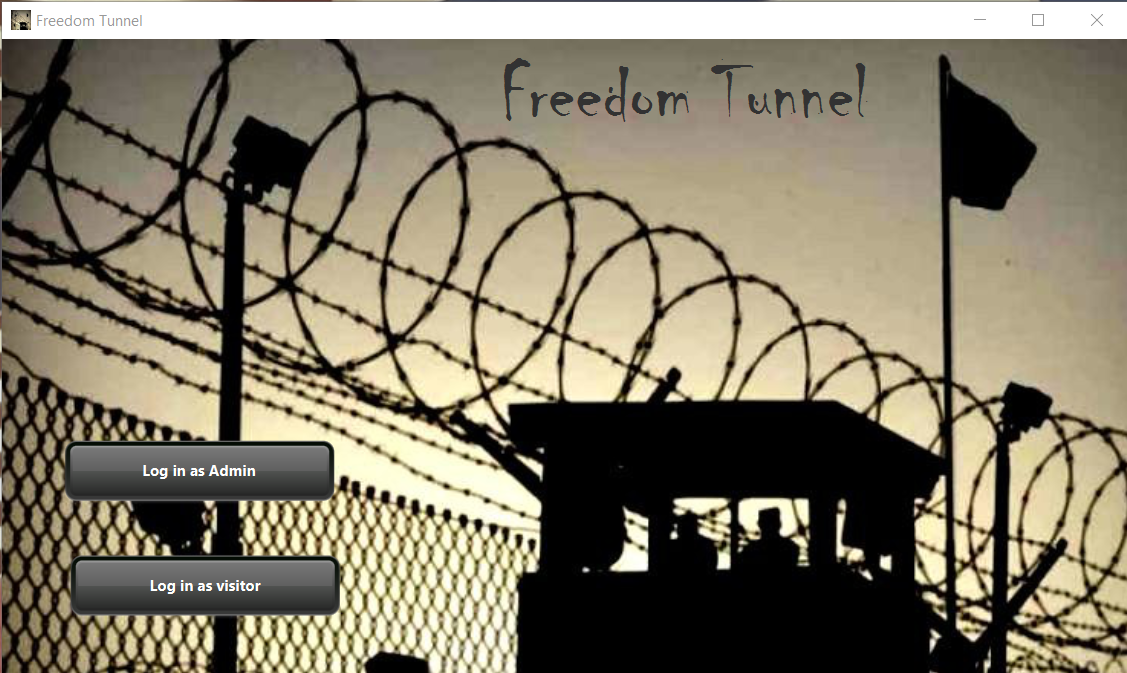 Freedom Tunnel
Freedom Tunnel
Log in as Admin
Log in as visitor